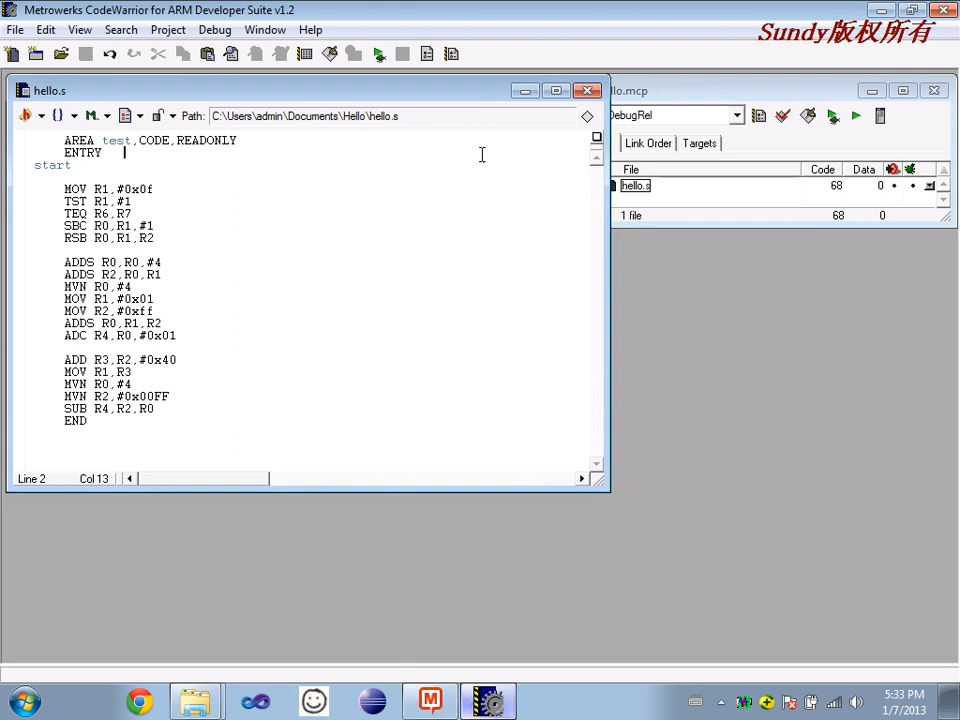 Metrowerks CodeWarrior for ARM Developer Suite v1.2
File Edit View Search Project Debug Window Help
Sundy版权所有
hello.s
Path: C:\Users\admin\Documents\Hello\hello.s
AREA test,CODE,READONLY
ENTRY
start
MOV R1,#0x0f
TST R1,#1
TEQ R6,R7
SBC R0,R1,#1
RSB R0,R1,R2
ADDS R0,R0,#4
ADDS R2,R0,R1
MVN R0,#4
MOV R1,#0x01
MOV R2,#0xff
ADDS R0,R1,R2
ADC R4,R0,#0x01
ADD R3,R2,#0x40
MOV R1,R3
MVN R0,#4
MVN R2,#0x00FF
SUB R4,R2,R0
END
Line 2 Col 13
llo.mcp
DebugRel
Link Order Targets
File Code Data
hello.s 68 0
1 file 68 0
5:33 PM
1/7/2013